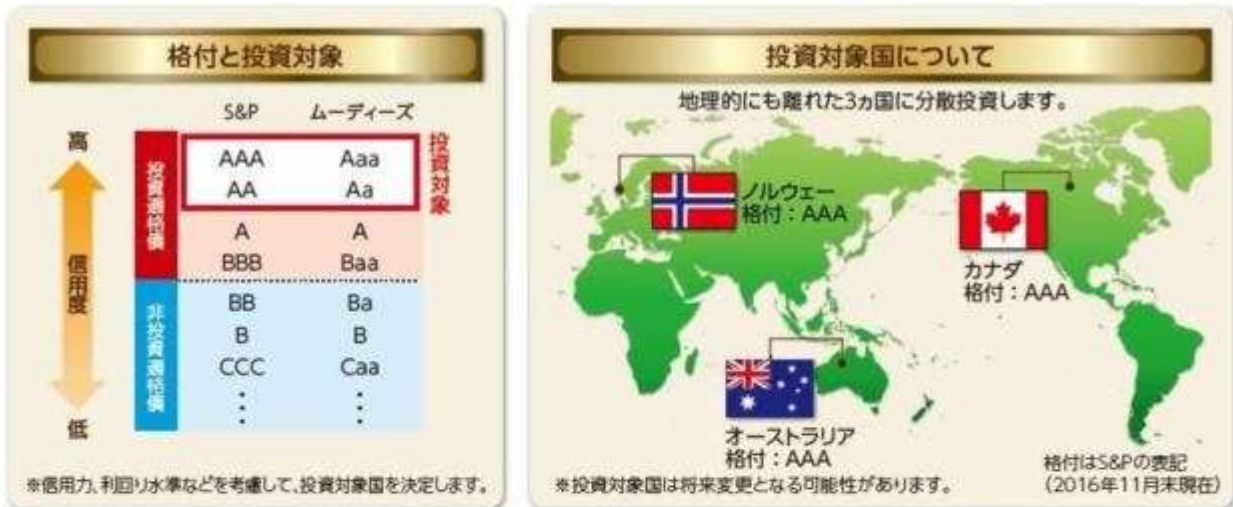 格付と投資対象
S&P ムーディーズ
高
信用度
低
投資適格債
非投資適格債
AAA Aaa
AA Aa
投資対象
A A
BBB Baa
BB Ba
B B
CCC Caa
※信用力、利回り水準などを考慮して、投資対象国を決定します。
投資対象国について
地理的にも離れた3ヵ国に分散投資します。
ノルウェー
格付：AAA
カナダ
格付：AAA
オーストラリア
格付：AAA
※投資対象国は将来変更となる可能性があります。
格付はS&Pの表記
（2016年11月末現在）